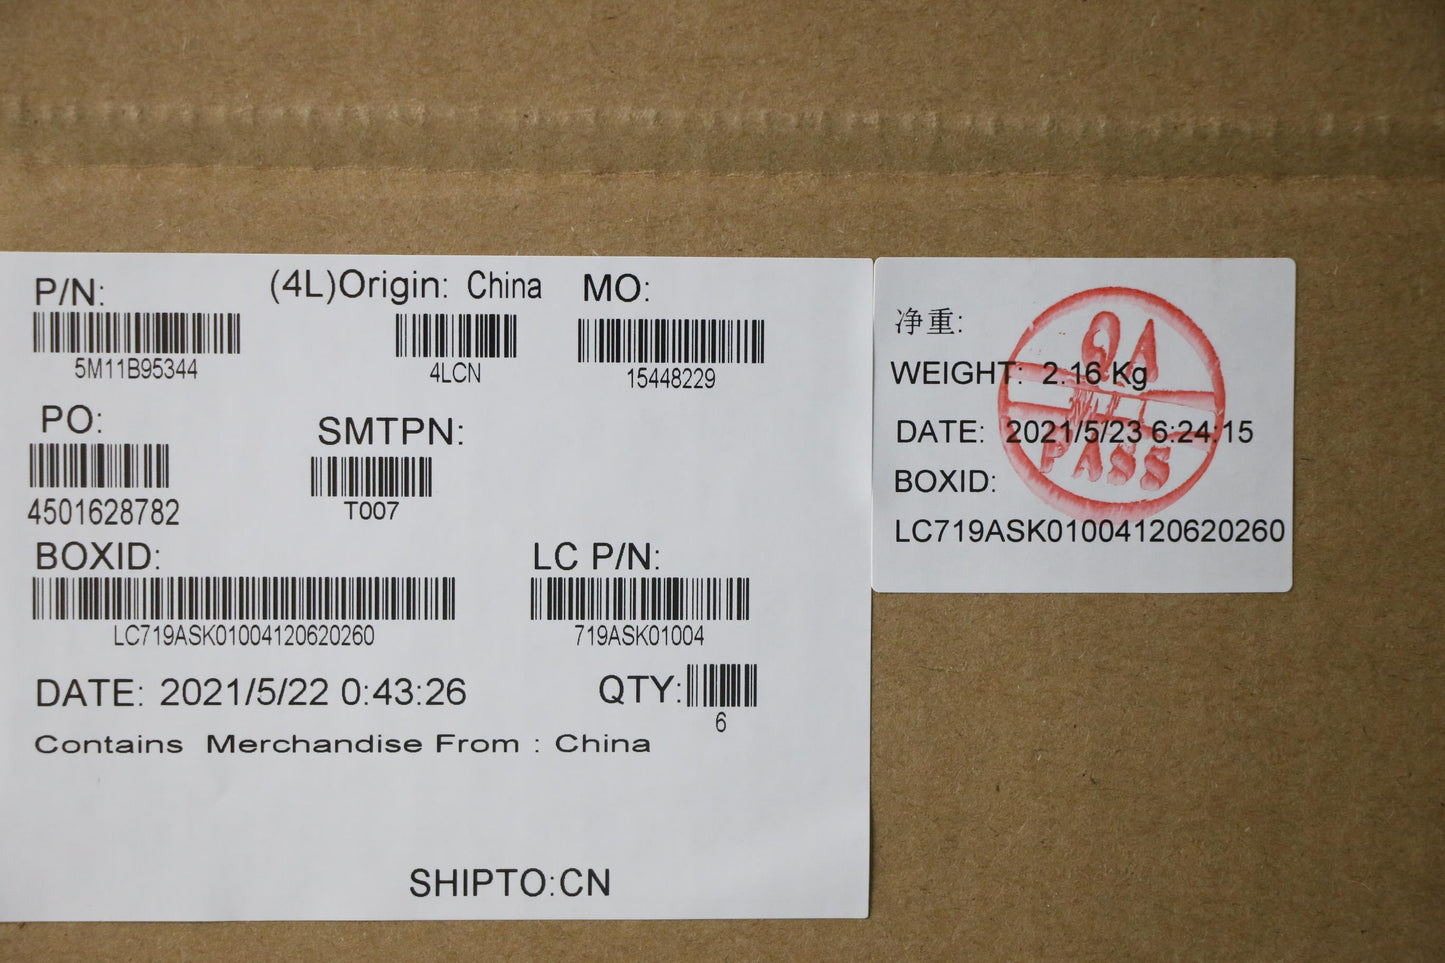 P/N: (4L)Origin: China MO:
5M11B95344 4LCN 15448229
PO: SMTPN:
4501628782 T007
BOXID: LC P/N:
LC719ASK01004120620260 719ASK01004
DATE: 2021/5/22 0:43:26 QTY:
6
Contains Merchandise From : China
SHIPTO:CN
净重:
WEIGHT: 2.16 Kg
DATE: 2021/5/23 6:24:15
BOXID:
LC719ASK01004120620260
QA
PASS